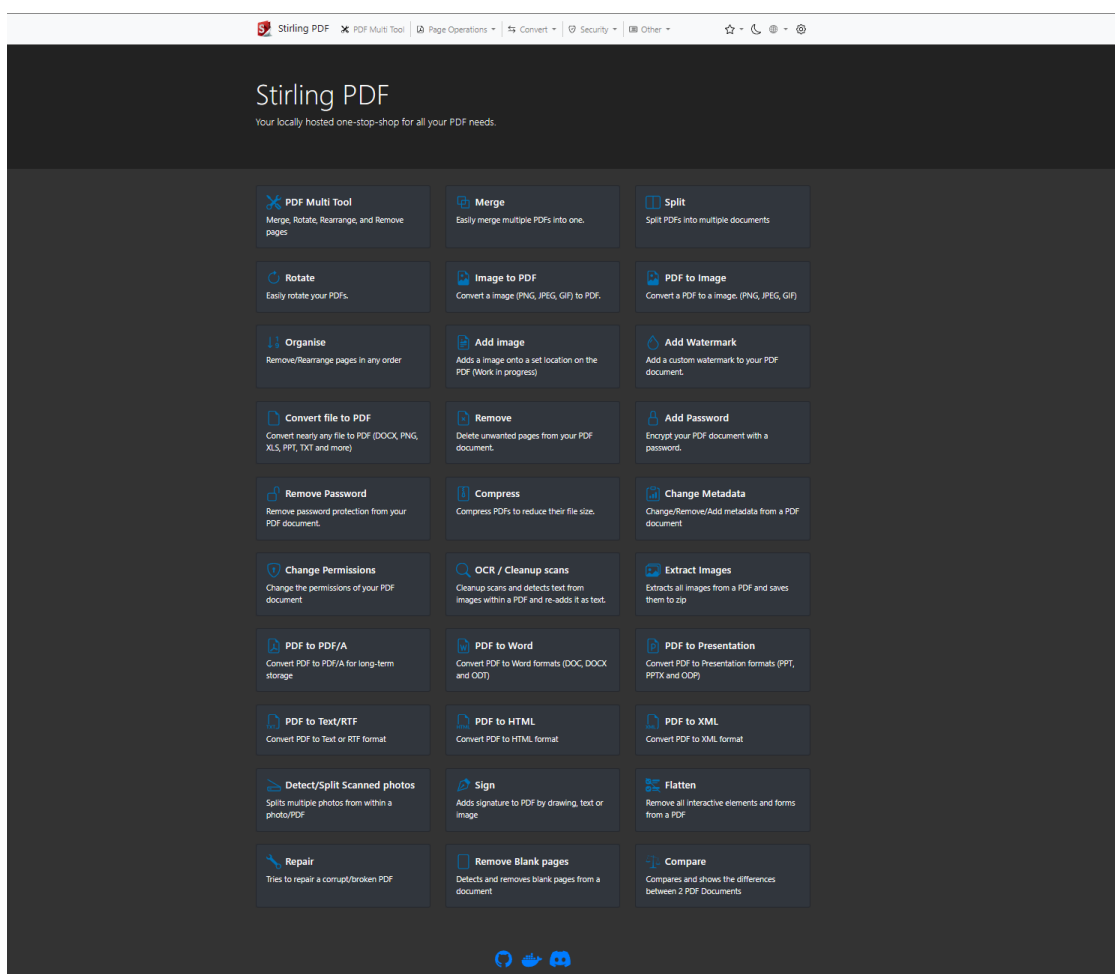 Stirling PDF PDF Multi Tool Page Operations Convert Security Other
Stirling PDF
Your locally hosted one-stop-shop for all your PDF needs.
PDF Multi Tool
Merge, Rotate, Rearrange, and Remove
pages
Merge
Easily merge multiple PDFs into one.
Split
Split PDFs into multiple documents
Rotate
Easily rotate your PDFs.
Image to PDF
Convert a image (PNG, JPEG, GIF) to PDF.
PDF to Image
Convert a PDF to a image. (PNG, JPEG, GIF)
Organise
Remove/Rearrange pages in any order
Add image
Adds a image onto a set location on the
PDF (Work in progress)
Add Watermark
Add a custom watermark to your PDF
document.
Convert file to PDF
Convert nearly any file to PDF (DOCX, PNG,
XLS, PPT, TXT and more)
Remove
Delete unwanted pages from your PDF
document.
Add Password
Encrypt your PDF document with a
password.
Remove Password
Remove password protection from your
PDF document.
Compress
Compress PDFs to reduce their file size.
Change Metadata
Change/Remove/Add metadata from a PDF
document
Change Permissions
Change the permissions of your PDF
document
OCR / Cleanup scans
Cleanup scans and detects text from
images within a PDF and re-adds it as text.
Extract Images
Extracts all images from a PDF and saves
them to zip
PDF to PDF/A
Convert PDF to PDF/A for long-term
storage
PDF to Word
Convert PDF to Word formats (DOC, DOCX
and ODT)
PDF to Presentation
Convert PDF to Presentation formats (PPT,
PPTX and ODP)
PDF to Text/RTF
Convert PDF to Text or RTF format
PDF to HTML
Convert PDF to HTML format
PDF to XML
Convert PDF to XML format
Detect/Split Scanned photos
Splits multiple photos from within a
photo/PDF
Sign
Adds signature to PDF by drawing, text or
image
Flatten
Remove all interactive elements and forms
from a PDF
Repair
Tries to repair a corrupt/broken PDF
Remove Blank pages
Detects and removes blank pages from a
document
Compare
Compares and shows the differences
between 2 PDF Documents